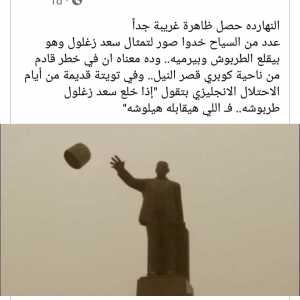 النهارده حصل ظاهرة غريبة جداً
عدد من السياح خدوا صور لتمثال سعد زغلول وهو
بيقلع الطربوش وبيرميه.. وده معناه ان في خطر قادم
من ناحية كوبري قصر النيل.. وفي تويتة قديمة من أيام
الاحتلال الانجليزي بتقول "إذا خلع سعد زغلول
طربوشه.. فـ اللي هيقابله هيلوشه"